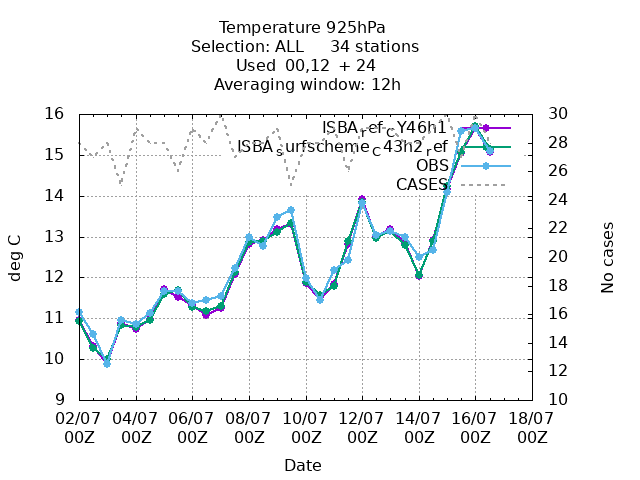 Temperature 925hPa
Selection: ALL 34 stations
Used 00,12 + 24
Averaging window: 12h
16 30
15 28
14 26
13 24
12 22
11 20
10 18
9 16
14
12
10
ISBA_ref_CY46h1
ISBA_surfscheme_C43h2_ref
OBS
CASES
deg C
No cases
02/07 04/07 06/07 08/07 10/07 12/07 14/07 16/07 18/07
00Z 00Z 00Z 00Z 00Z 00Z 00Z 00Z 00Z
Date